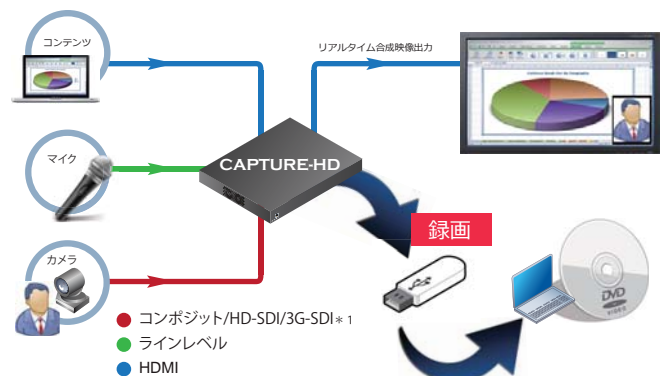 コンテンツ
リアルタイム合成映像出力
マイク
CAPTURE-HD
録画
カメラ
DVD
VIDEO
● コンポジット/HD-SDI/3G-SDI＊1
● ラインレベル
● HDMI